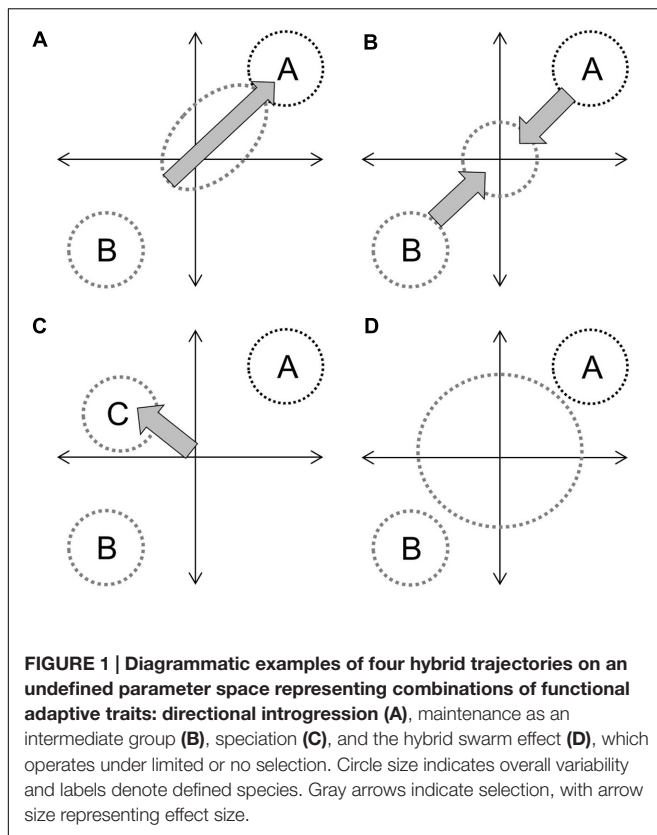 A
A
B
B
A
B
C
A
C
B
D
A
B
FIGURE 1 | Diagrammatic examples of four hybrid trajectories on an
undefined parameter space representing combinations of functional
adaptive traits: directional introgression (A), maintenance as an
intermediate group (B), speciation (C), and the hybrid swarm effect (D), which
operates under limited or no selection. Circle size indicates overall variability
and labels denote defined species. Gray arrows indicate selection, with arrow
size representing effect size.